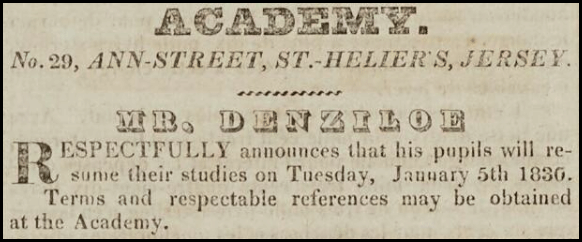 ACADEMY.
No. 29, ANN-STREET, ST.-HELIER'S, JERSEY.
MR. DENZILOE
RESPECTFULLY announces that his pupils will re-
sume their studies on Tuesday, January 5th 1836.
Terms and respectable references may be obtained
at the Academy.